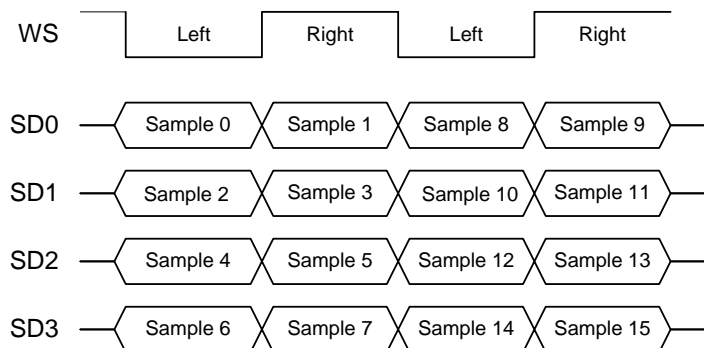 WS Left Right Left Right
SD0 Sample 0 Sample 1 Sample 8 Sample 9
SD1 Sample 2 Sample 3 Sample 10 Sample 11
SD2 Sample 4 Sample 5 Sample 12 Sample 13
SD3 Sample 6 Sample 7 Sample 14 Sample 15